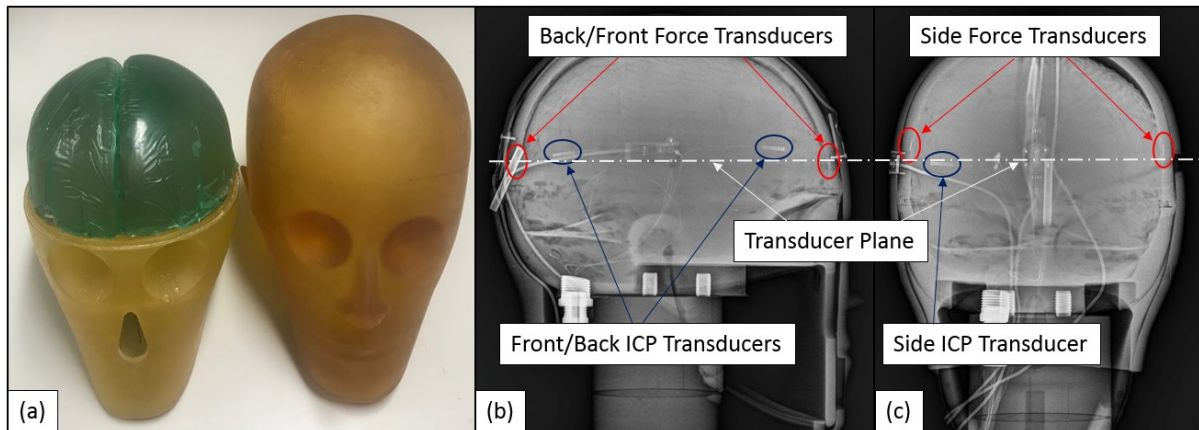 Back/Front Force Transducers
Side Force Transducers
Transducer Plane
Front/Back ICP Transducers
Side ICP Transducer
(a)
(b)
(c)